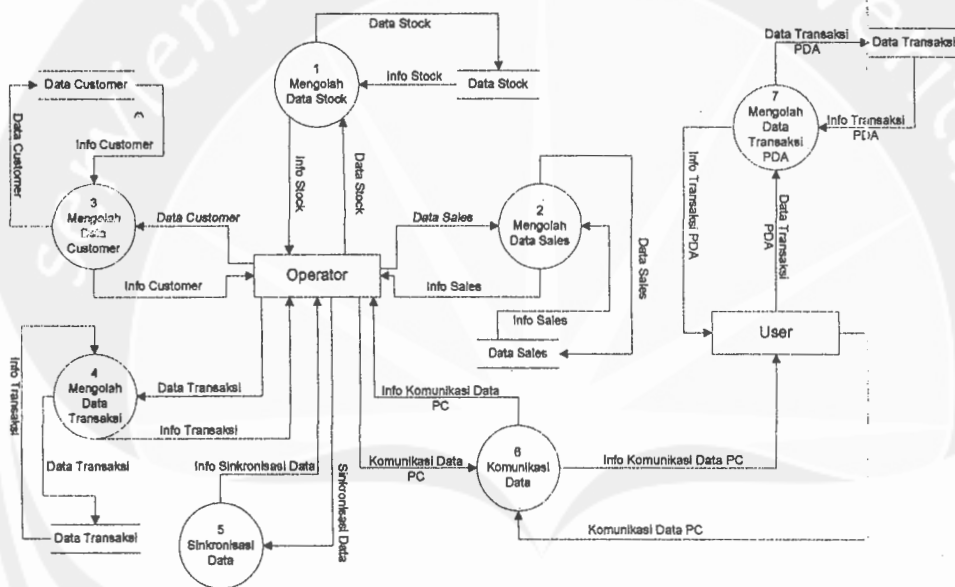 Data Stock
1
Mengolah
Data Stock
Info Stock
Data Stock
Info Stock
Data Stock
Data Customer
Data Customer
Info Customer
3
Mengolah
Data
Customer
Data Customer
Info Customer
Operator
Data Sales
Info Sales
2
Mengolah
Data Sales
Data Sales
Info Sales
Data Sales
Data Transaksi
PDA
Data Transaksi
7
Mengolah
Data
Transaksi
PDA
Info Transaksi
PDA
Info Transaksi PDA
Data Transaksi
PDA
User
4
Mengolah
Data
Transaksi
Info Transaksi
Data Transaksi
Info Transaksi
Data Transaksi
Data Transaksi
Info Sinkronisasi Data
Sinkronisasi Data
5
Sinkronisasi
Data
Info Komunikasi Data
PC
Komunikasi Data
PC
6
Komunikasi
Data
Info Komunikasi Data PC
Komunikasi Data PC